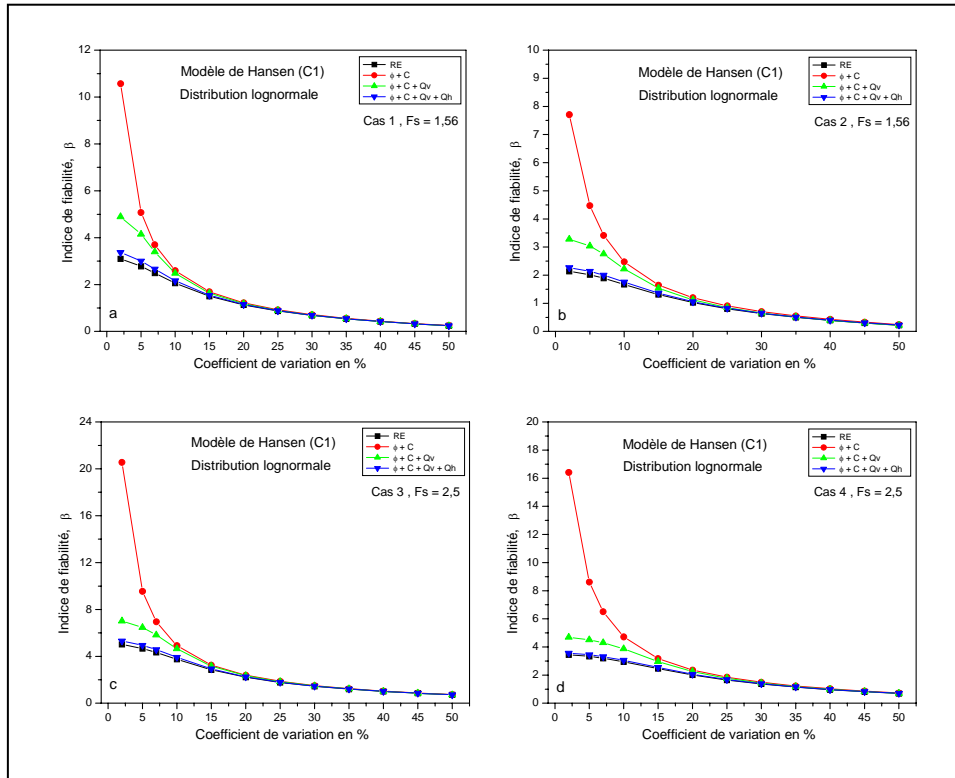 Modèle de Hansen (C1)
Distribution lognormale
RE
ϕ + C
ϕ + C + Qv
ϕ + C + Qv + Qh
Cas 1 , Fs = 1,56
Indice de fiabilité, β
12
10
8
6
4
2
0
a
0 5 10 15 20 25 30 35 40 45 50
Coefficient de variation en %
Modèle de Hansen (C1)
Distribution lognormale
RE
ϕ + C
ϕ + C + Qv
ϕ + C + Qv + Qh
Cas 2 , Fs = 1,56
Indice de fiabilité, β
10
9
8
7
6
5
4
3
2
1
0
b
0 5 10 15 20 25 30 35 40 45 50
Coefficient de variation en %
Modèle de Hansen (C1)
Distribution lognormale
RE
ϕ + C
ϕ + C + Qv
ϕ + C + Qv + Qh
Cas 3 , Fs = 2,5
Indice de fiabilité, β
24
20
16
12
8
4
0
c
0 5 10 15 20 25 30 35 40 45 50
Coefficient de variation en %
Modèle de Hansen (C1)
Distribution lognormale
RE
ϕ + C
ϕ + C + Qv
ϕ + C + Qv + Qh
Cas 4 , Fs = 2,5
Indice de fiabilité, β
20
18
16
14
12
10
8
6
4
2
0
d
0 5 10 15 20 25 30 35 40 45 50
Coefficient de variation en %